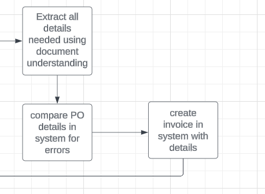 Extract all
details
needed using
document
understanding
compare PO
details in
system for
errors
create
invoice in
system with
details